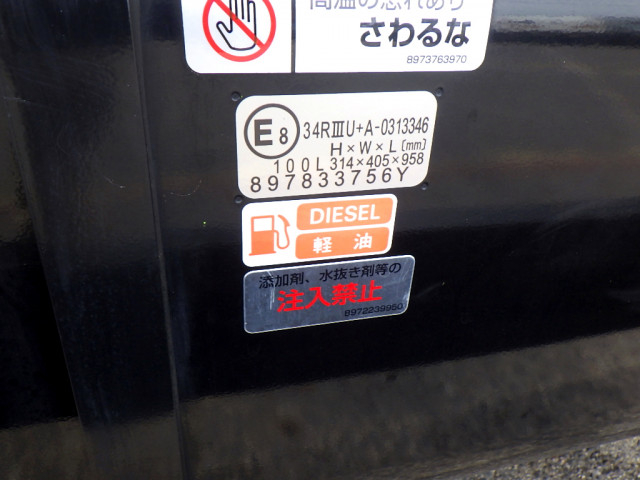 高温の恐れあり
さわるな
8973763970
E8 34RⅢU+A-0313346
H×W×L(mm)
100L 314×405×958
897833756Y
DIESEL
軽油
添加剤、水抜き剤等の
注入禁止
8972239950